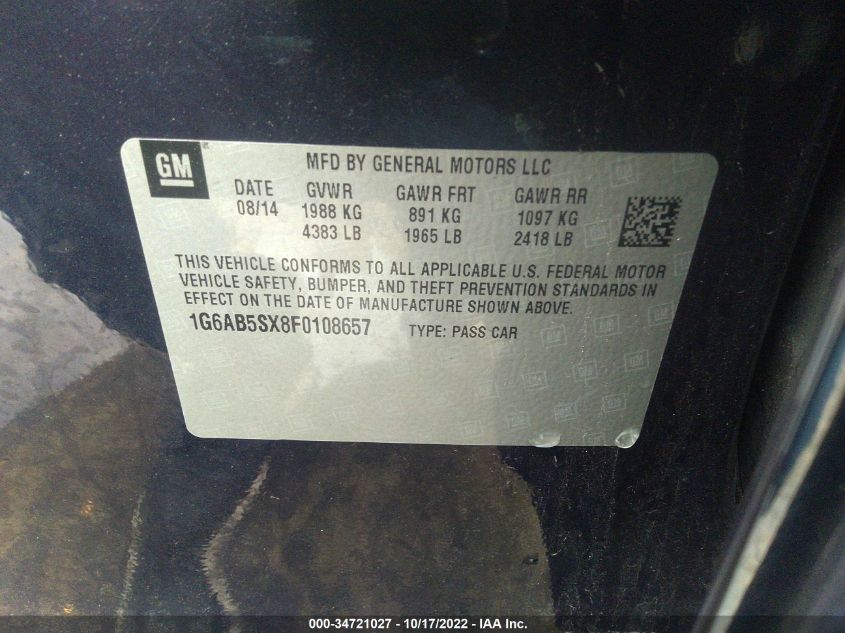 GM
MFD BY GENERAL MOTORS LLC
DATE GVWR GAWR FRT GAWR RR
08/14 1988 KG 891 KG 1097 KG
4383 LB 1965 LB 2418 LB
THIS VEHICLE CONFORMS TO ALL APPLICABLE U.S. FEDERAL MOTOR
VEHICLE SAFETY, BUMPER, AND THEFT PREVENTION STANDARDS IN
EFFECT ON THE DATE OF MANUFACTURE SHOWN ABOVE.
1G6AB5SX8F0108657 TYPE: PASS CAR
000-34721027 - 10/17/2022 - IAA Inc.